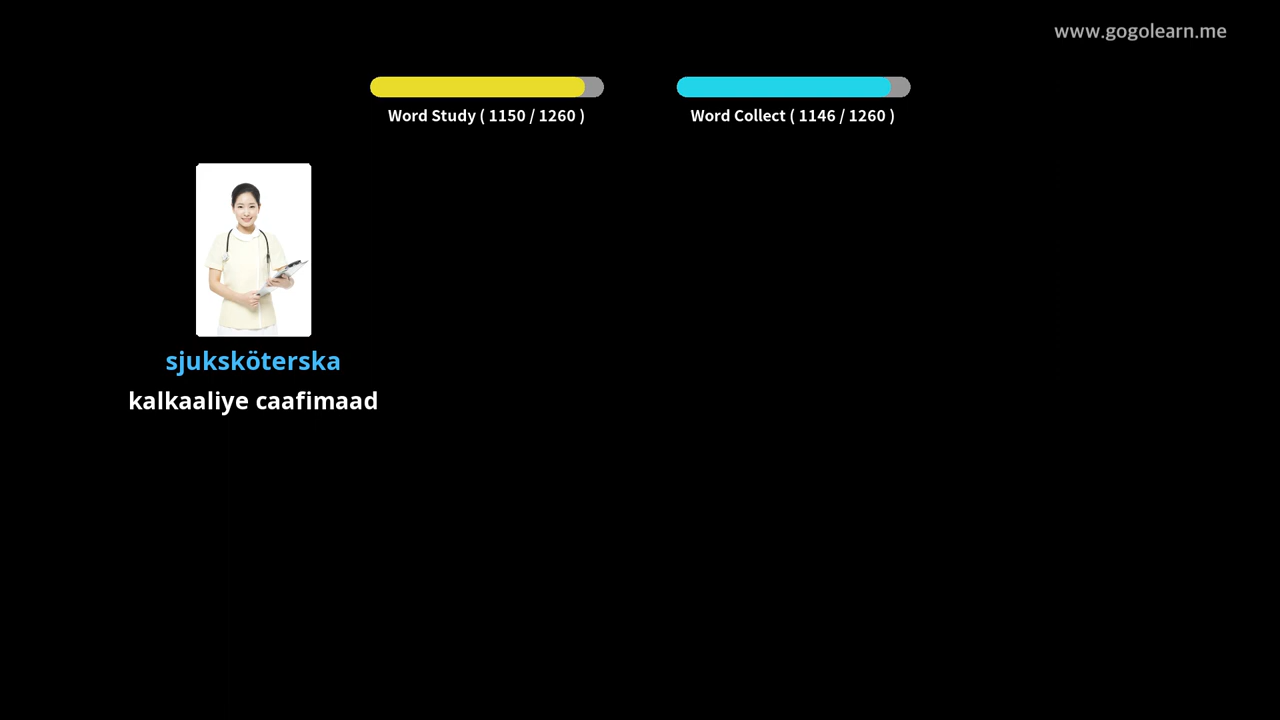 www.gogolearn.me
Word Study ( 1150 / 1260 )
Word Collect ( 1146 / 1260 )
sjuksköterska
kalkaaliye caafimaad